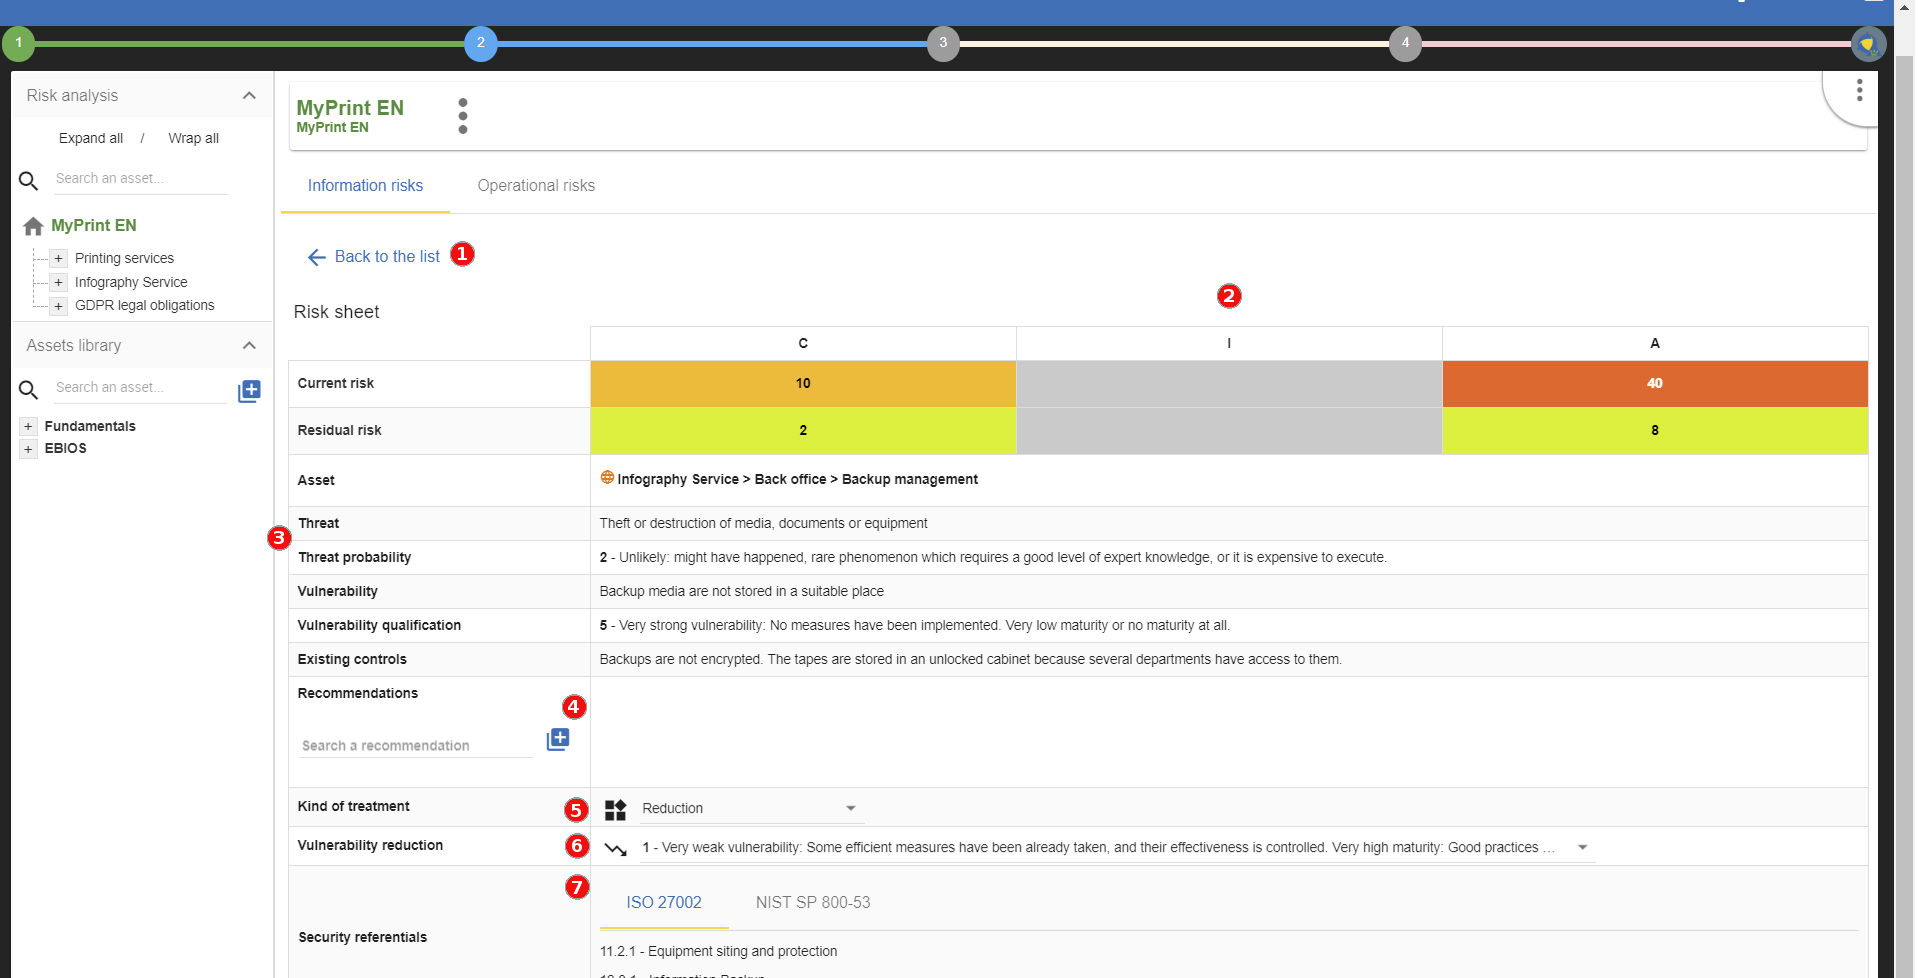 1
2
3
4
Risk analysis
Expand all / Wrap all
Search an asset...
MyPrint EN
+ Printing services
+ Infography Service
+ GDPR legal obligations
Assets library
Search an asset...
+ Fundamentals
+ EBIOS
MyPrint EN
MyPrint EN
Information risks
Operational risks
Back to the list
1
2
Risk sheet
C I A
Current risk 10 40
Residual risk 2 8
Asset Infography Service > Back office > Backup management
Threat Theft or destruction of media, documents or equipment
3
Threat probability 2 - Unlikely: might have happened, rare phenomenon which requires a good level of expert knowledge, or it is expensive to execute.
Vulnerability Backup media are not stored in a suitable place
Vulnerability qualification 5 - Very strong vulnerability: No measures have been implemented. Very low maturity or no maturity at all.
Existing controls Backups are not encrypted. The tapes are stored in an unlocked cabinet because several departments have access to them.
Recommendations
4
Search a recommendation
Kind of treatment 5 Reduction
Vulnerability reduction 6 1 - Very weak vulnerability: Some efficient measures have been already taken, and their effectiveness is controlled. Very high maturity: Good practices ...
7
ISO 27002 NIST SP 800-53
Security referentials
11.2.1 - Equipment siting and protection